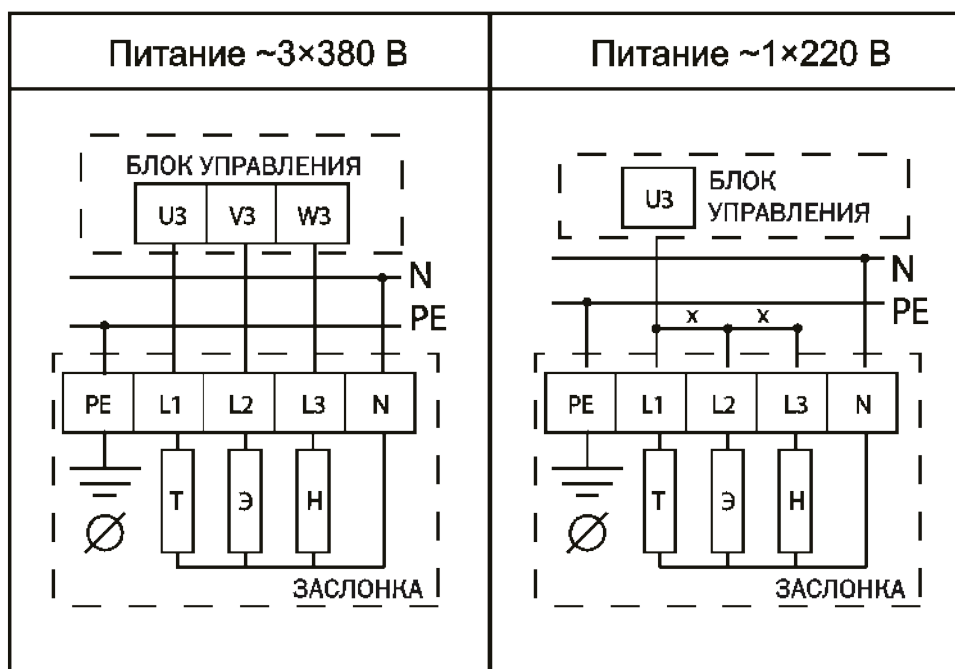 Питание ~3×380 В
БЛОК УПРАВЛЕНИЯ
U3 V3 W3
N
PE
PE L1 L2 L3 N
Т Э Н
ЗАСЛОНКА
Питание ~1×220 В
U3
БЛОК
УПРАВЛЕНИЯ
N
PE
x x
PE L1 L2 L3 N
Т Э Н
ЗАСЛОНКА